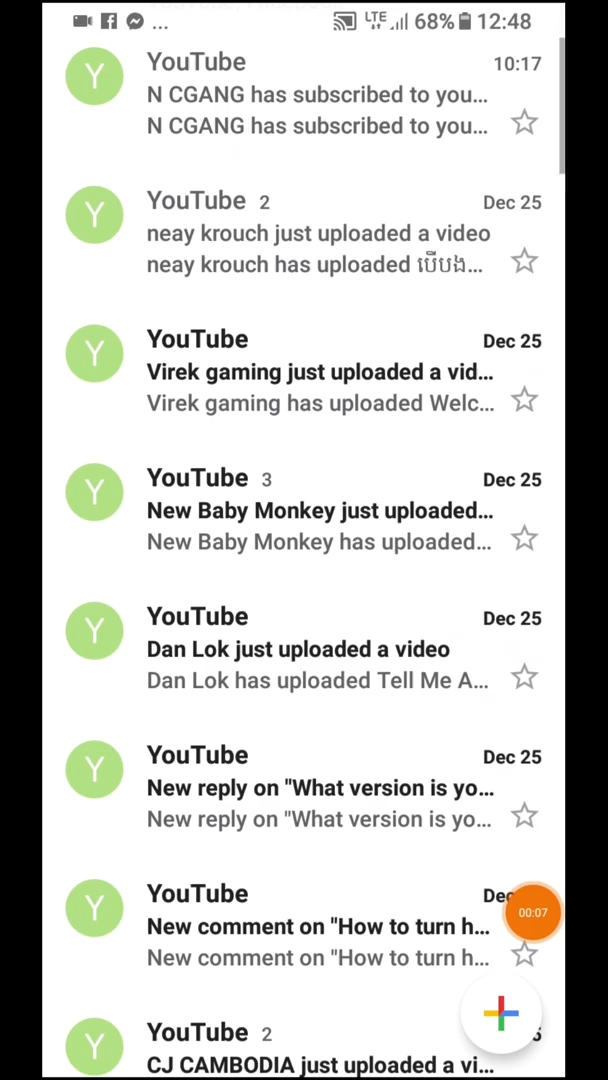 ... LTE 68% 12:48
YouTube 10:17
N CGANG has subscribed to you...
N CGANG has subscribed to you...
YouTube 2 Dec 25
neay krouch just uploaded a video
neay krouch has uploaded បើបង...
YouTube Dec 25
Virek gaming just uploaded a vid...
Virek gaming has uploaded Welc...
YouTube 3 Dec 25
New Baby Monkey just uploaded...
New Baby Monkey has uploaded...
YouTube Dec 25
Dan Lok just uploaded a video
Dan Lok has uploaded Tell Me A...
YouTube Dec 25
New reply on "What version is yo...
New reply on "What version is yo...
YouTube
00:07
New comment on "How to turn h...
New comment on "How to turn h...
YouTube 2
CJ CAMBODIA just uploaded a vi...